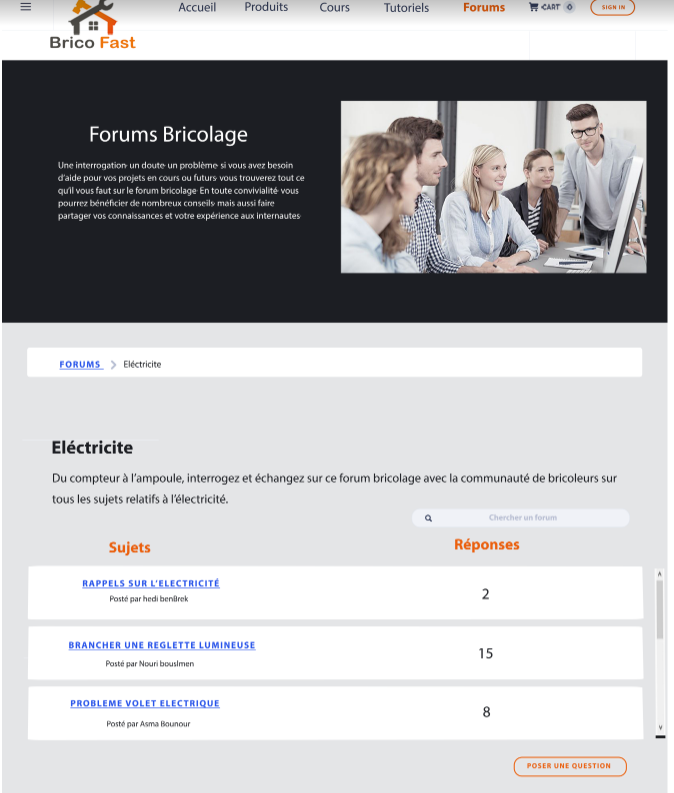 Accueil Produits Cours Tutoriels Forums CART 0 SIGN IN
Brico Fast
Forums Bricolage
Une interrogation· un doute· un problème· si vous avez besoin
d'aide pour vos projets en cours ou futurs· vous trouverez tout ce
qu'il vous faut sur le forum bricolage· En toute convivialité· vous
pourrez bénéficier de nombreux conseils· mais aussi faire
partager vos connaissances et votre expérience aux internautes·
FORUMS > Eléctricite
Eléctricite
Du compteur à l'ampoule, interrogez et échangez sur ce forum bricolage avec la communauté de bricoleurs sur
tous les sujets relatifs à l'électricité.
Chercher un forum
Sujets Réponses
RAPPELS SUR L'ELECTRICITÉ
Posté par hedi benBrek
2
BRANCHER UNE REGLETTE LUMINEUSE
Posté par Nouri bouslmen
15
PROBLEME VOLET ELECTRIQUE
Posté par Asma Bounour
8
POSER UNE QUESTION